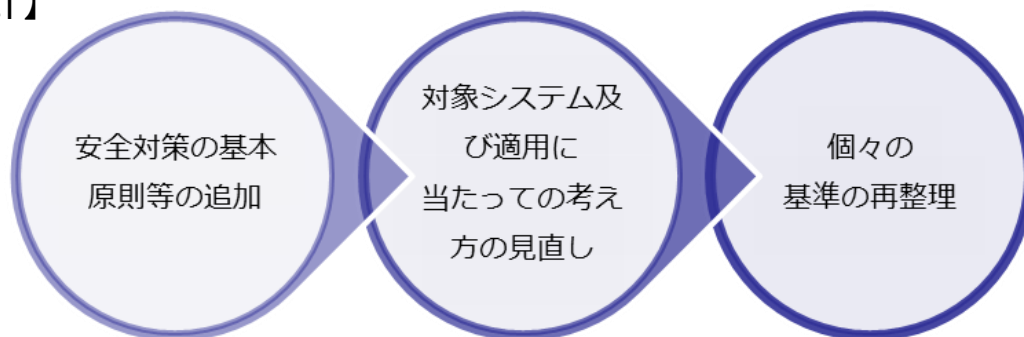 】
安全対策の基本
原則等の追加
対象システム及
び適用に
当たっての考え
方の見直し
個々の
基準の再整理